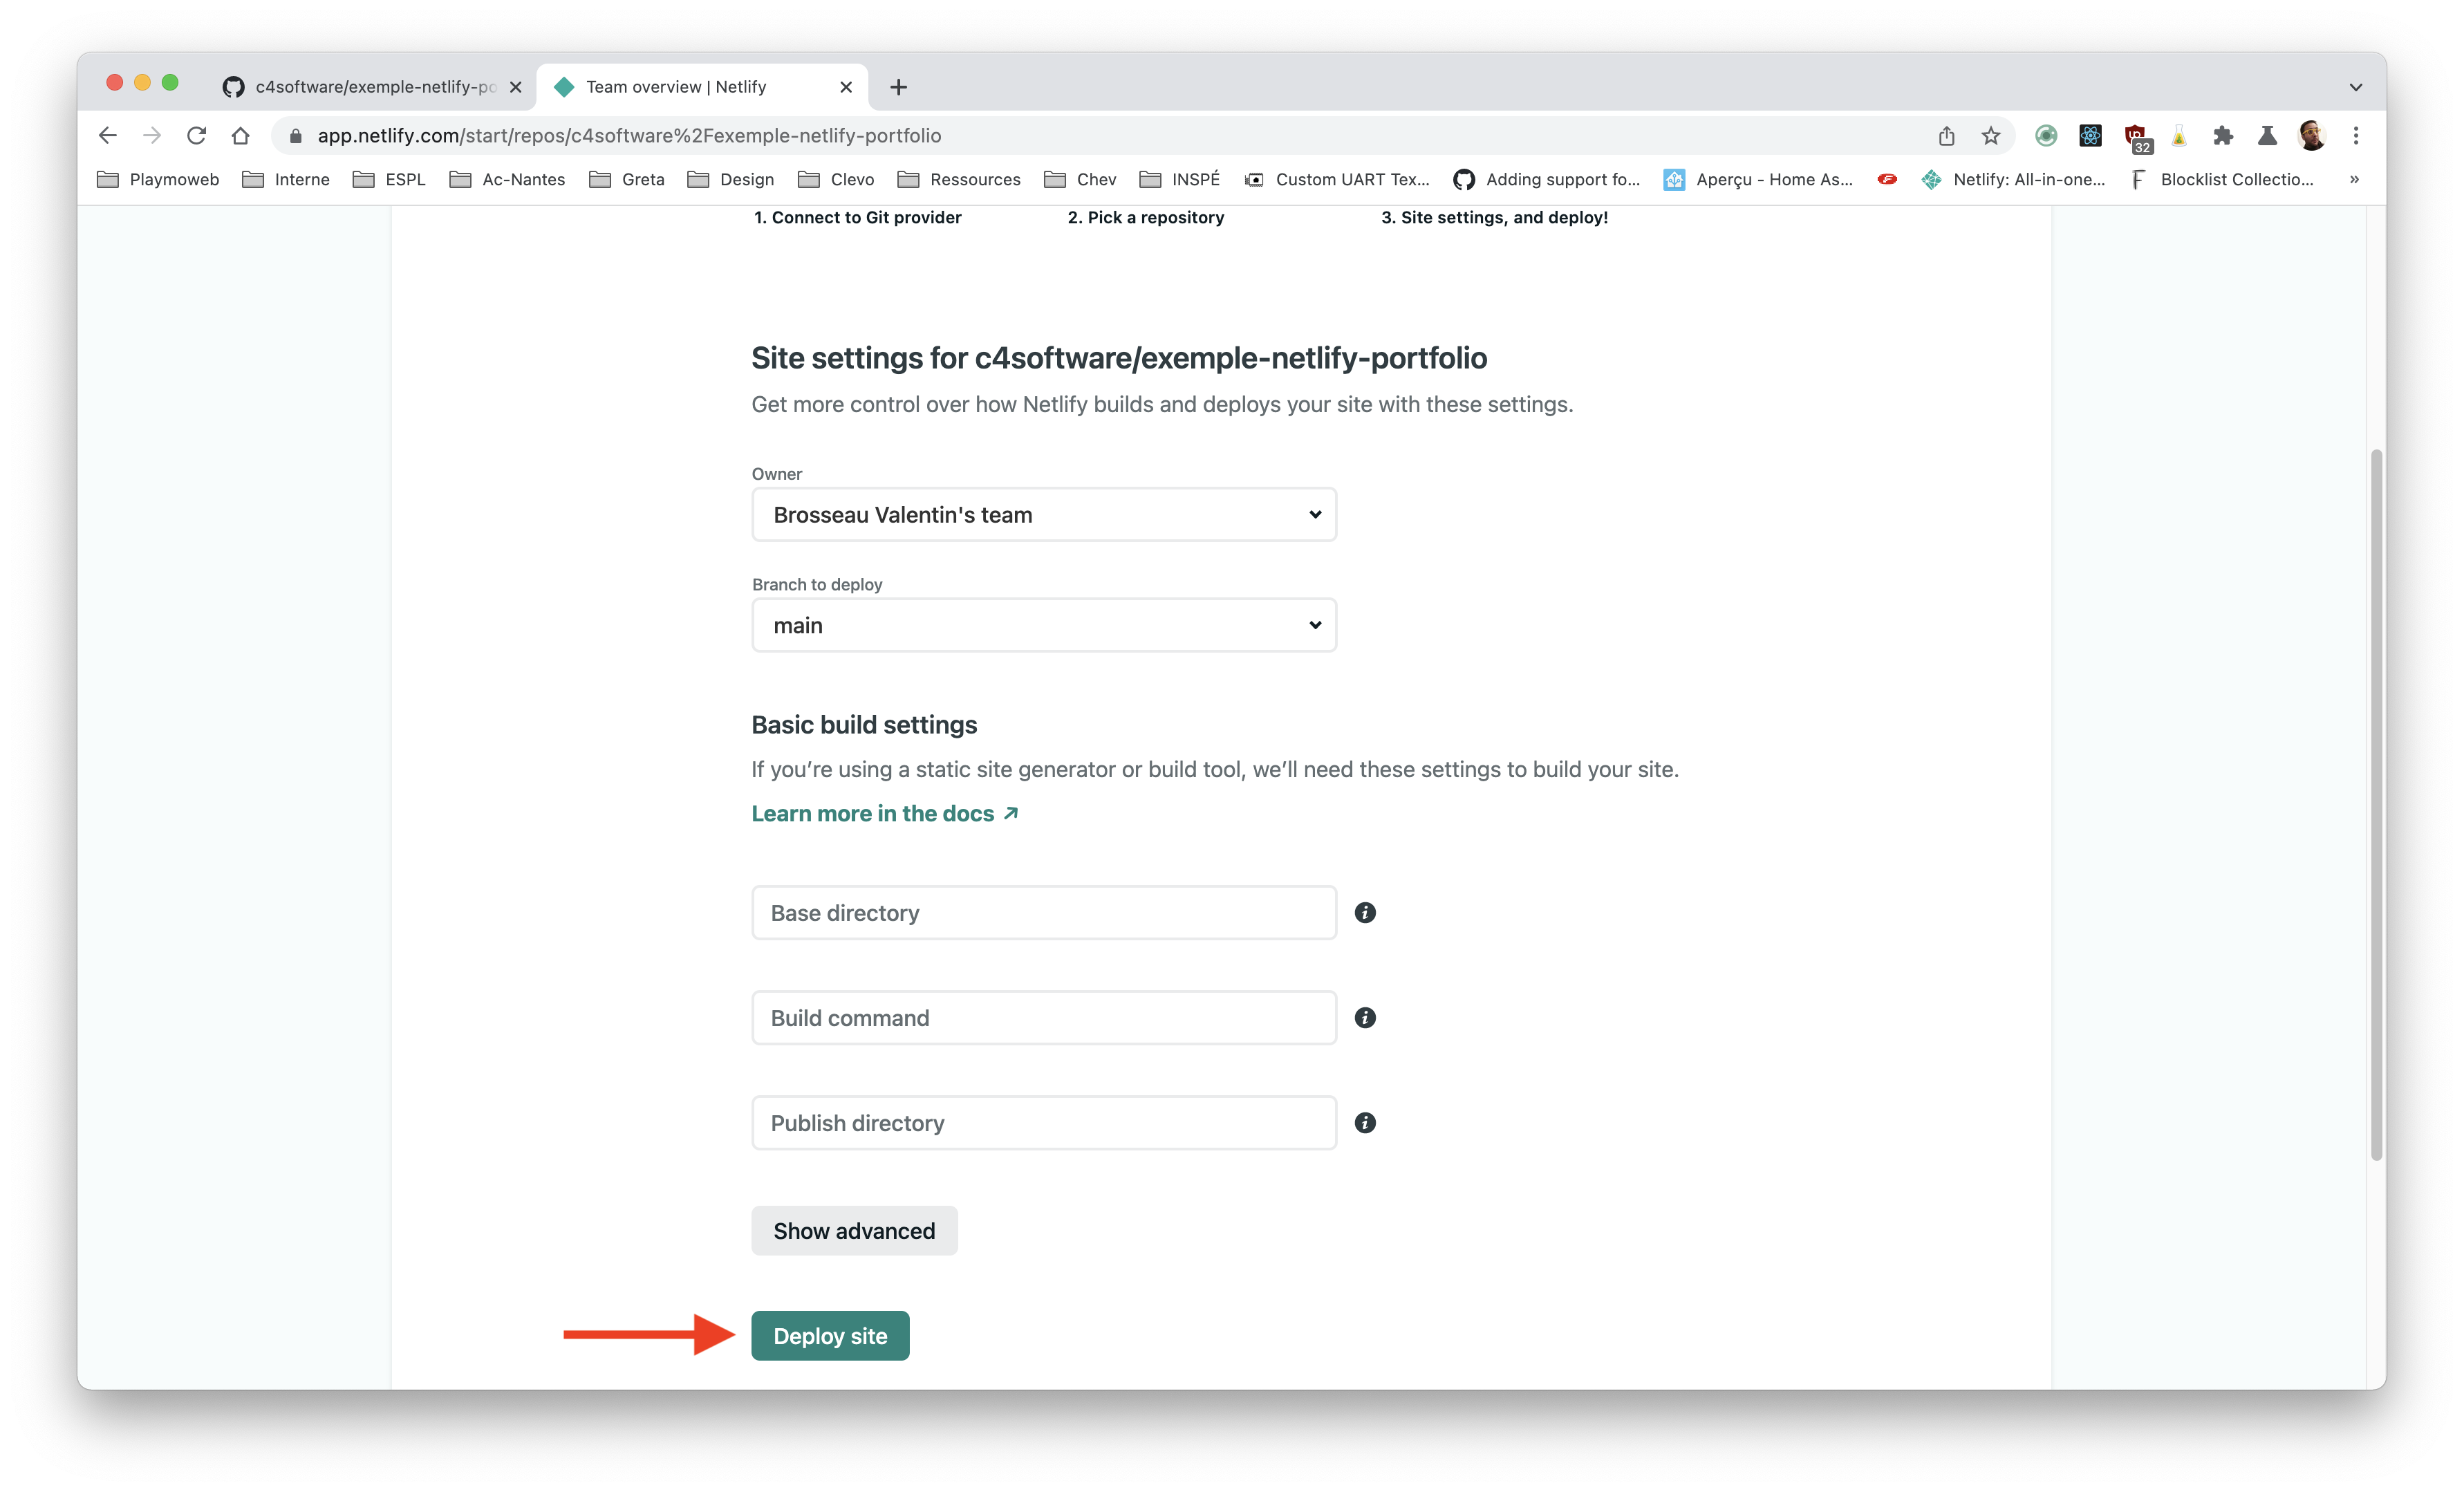 c4software/exemple-netlify-po
Team overview | Netlify
app.netlify.com/start/repos/c4software%2Fexemple-netlify-portfolio
32
Playmoweb Interne ESPL Ac-Nantes Greta Design Clevo Ressources Chev INSPÉ Custom UART Tex... Adding support fo... Aperçu - Home As... Netlify: All-in-one... Blocklist Collectio... »
1. Connect to Git provider 2. Pick a repository 3. Site settings, and deploy!
Site settings for c4software/exemple-netlify-portfolio
Get more control over how Netlify builds and deploys your site with these settings.
Owner
Brosseau Valentin's team
Branch to deploy
main
Basic build settings
If you’re using a static site generator or build tool, we’ll need these settings to build your site.
Learn more in the docs ↗
Base directory
Build command
Publish directory
Show advanced
Deploy site